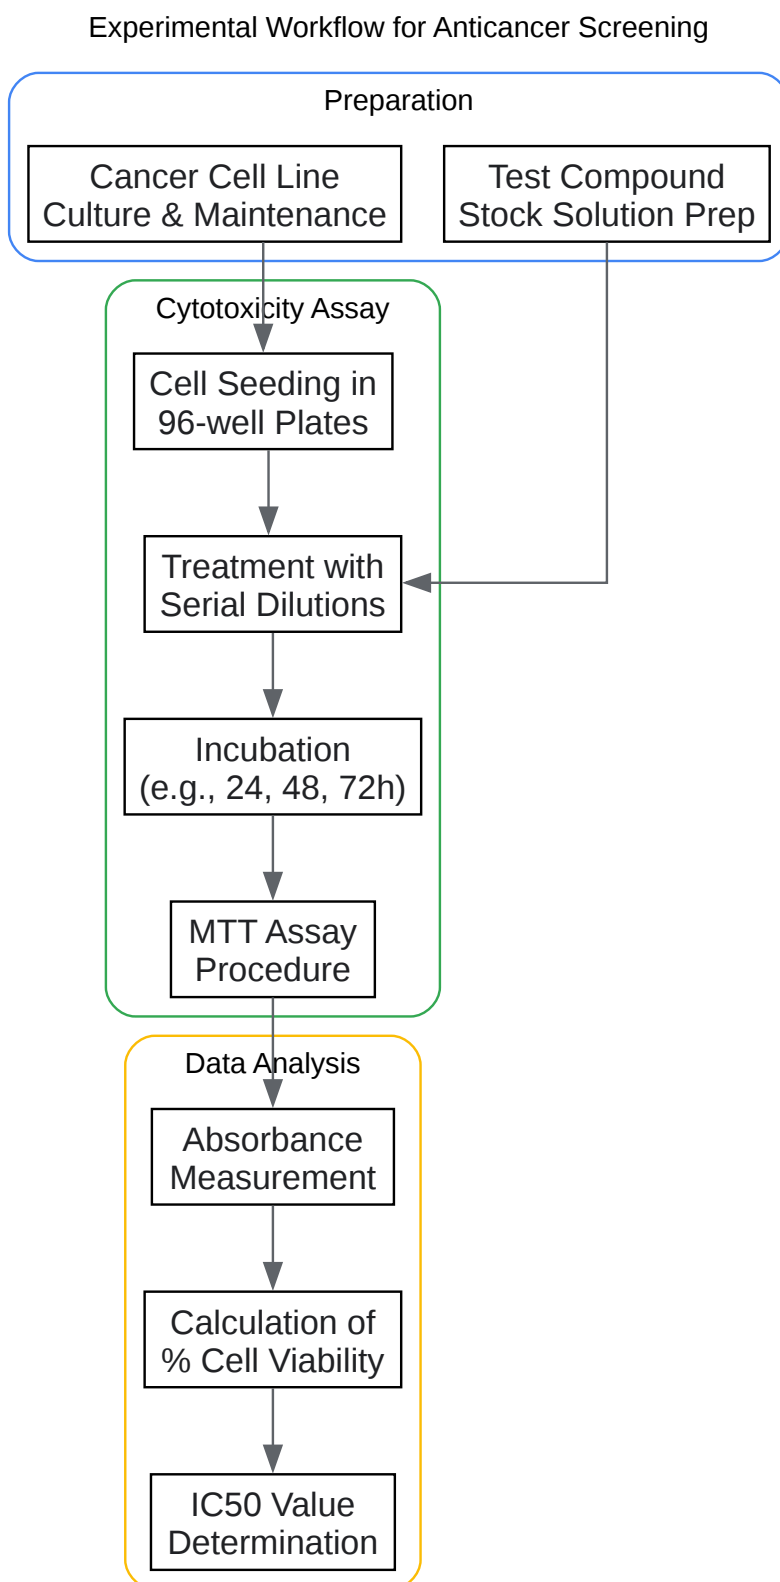 Experimental Workflow for Anticancer Screening
Preparation
Cancer Cell Line
Culture & Maintenance
Test Compound
Stock Solution Prep
Cytotoxicity Assay
Cell Seeding in
96-well Plates
Treatment with
Serial Dilutions
Incubation
(e.g., 24, 48, 72h)
MTT Assay
Procedure
Data Analysis
Absorbance
Measurement
Calculation of
% Cell Viability
IC50 Value
Determination